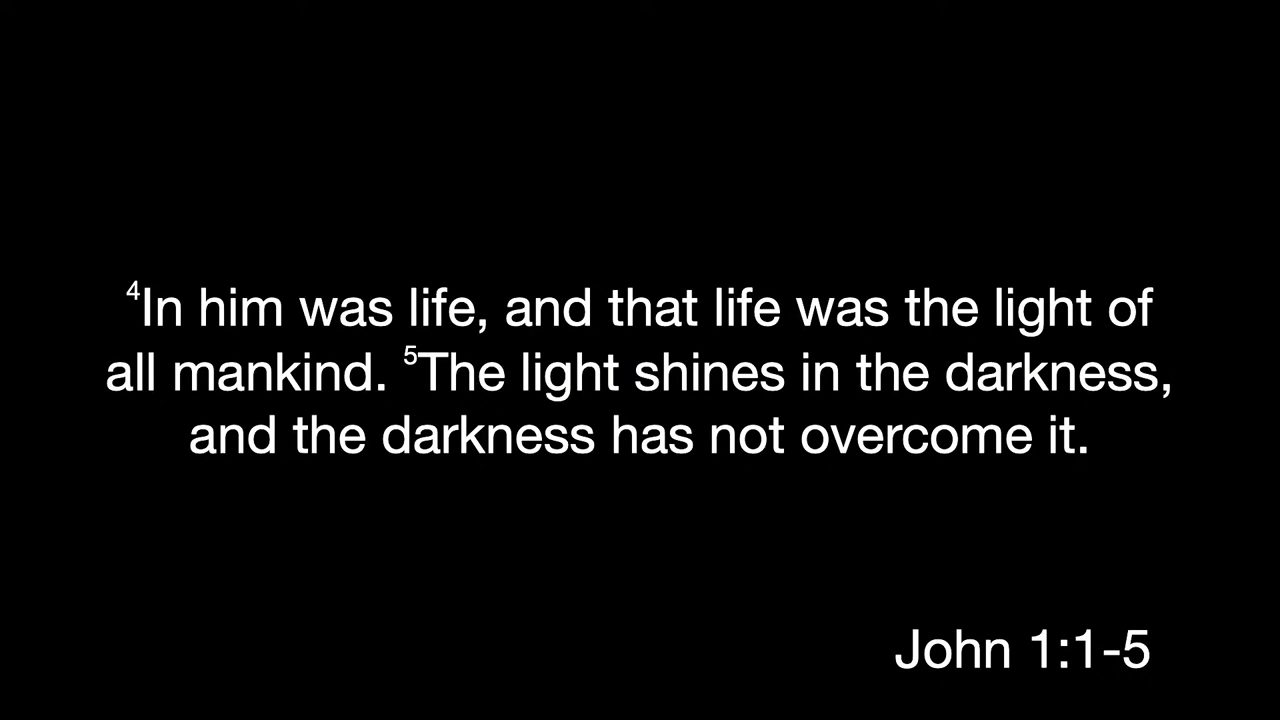 ⁴In him was life, and that life was the light of
all mankind. ⁵The light shines in the darkness,
and the darkness has not overcome it.
John 1:1-5